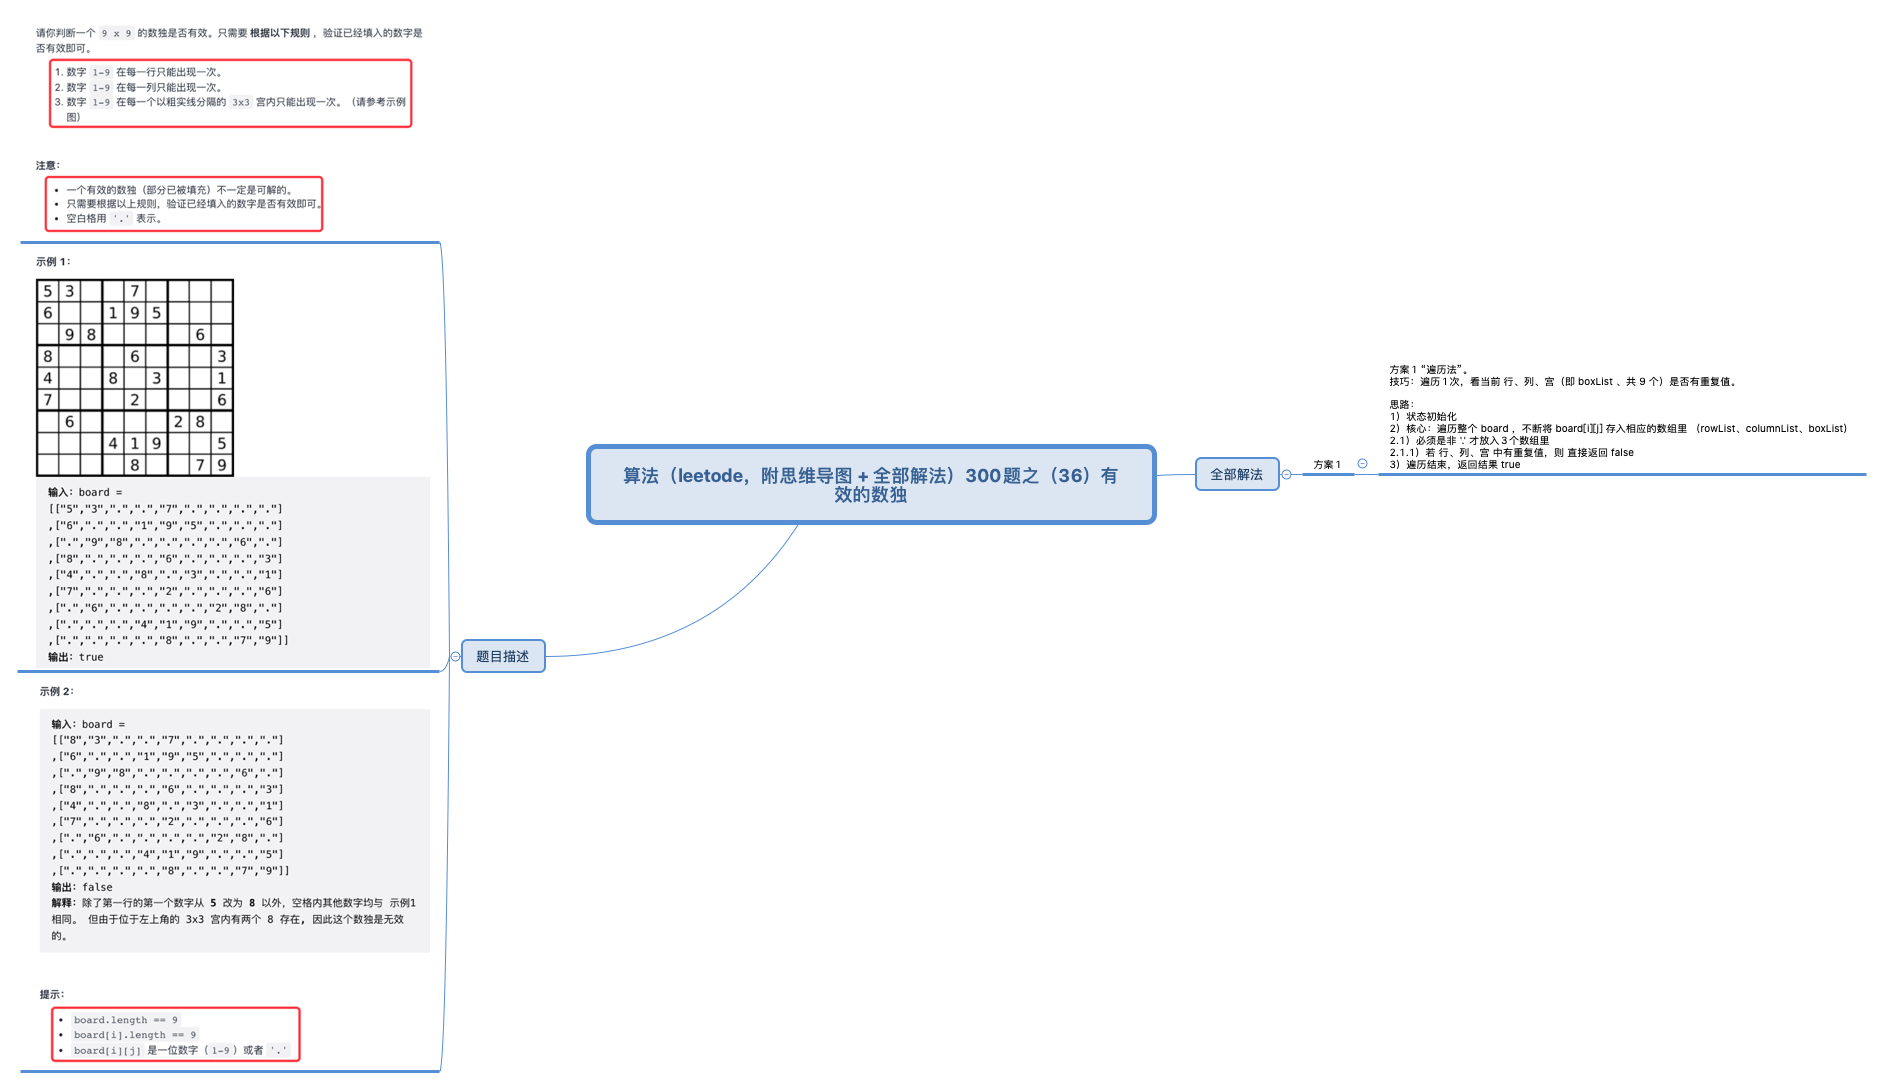 请你判断一个 9 x 9 的数独是否有效。只需要 根据以下规则 ，验证已经填入的数字是
否有效即可。
1. 数字 1-9 在每一行只能出现一次。
2. 数字 1-9 在每一列只能出现一次。
3. 数字 1-9 在每一个以粗实线分隔的 3x3 宫内只能出现一次。（请参考示例
图）
注意：
• 一个有效的数独（部分已被填充）不一定是可解的。
• 只需要根据以上规则，验证已经填入的数字是否有效即可。
• 空白格用 '.' 表示。
示例 1：
5 3 7
6 1 9 5
9 8 6
8 6 3
4 8 3 1
7 2 6
6 2 8
4 1 9 5
8 7 9
输入：board =
[["5","3",".",".","7",".",".",".","."]
,["6",".",".","1","9","5",".",".","."]
,[".","9","8",".",".",".",".","6","."]
,["8",".",".",".","6",".",".",".","3"]
,["4",".",".","8",".","3",".",".","1"]
,["7",".",".",".","2",".",".",".","6"]
,[".","6",".",".",".",".","2","8","."]
,[".",".",".","4","1","9",".",".","5"]
,[".",".",".",".","8",".",".","7","9"]]
输出：true
示例 2：
输入：board =
[["8","3",".",".","7",".",".",".","."]
,["6",".",".","1","9","5",".",".","."]
,[".","9","8",".",".",".",".","6","."]
,["8",".",".",".","6",".",".",".","3"]
,["4",".",".","8",".","3",".",".","1"]
,["7",".",".",".","2",".",".",".","6"]
,[".","6",".",".",".",".","2","8","."]
,[".",".",".","4","1","9",".",".","5"]
,[".",".",".",".","8",".",".","7","9"]]
输出：false
解释：除了第一行的第一个数字从 5 改为 8 以外，空格内其他数字均与 示例1
相同。 但由于位于左上角的 3x3 宫内有两个 8 存在, 因此这个数独是无效
的。
提示：
• board.length == 9
• board[i].length == 9
• board[i][j] 是一位数字（1-9）或者 '.'
题目描述
算法（leetode，附思维导图 + 全部解法）300题之（36）有
效的数独
全部解法
方案 1
方案 1 “遍历法”。
技巧：遍历 1 次，看当前 行、列、宫（即 boxList 、共 9 个）是否有重复值。
思路：
1）状态初始化
2）核心：遍历整个 board ，不断将 board[i][j] 存入相应的数组里 （rowList、columnList、boxList）
2.1）必须是非 '.' 才放入 3 个数组里
2.1.1）若 行、列、宫 中有重复值，则 直接返回 false
3）遍历结束，返回结果 true